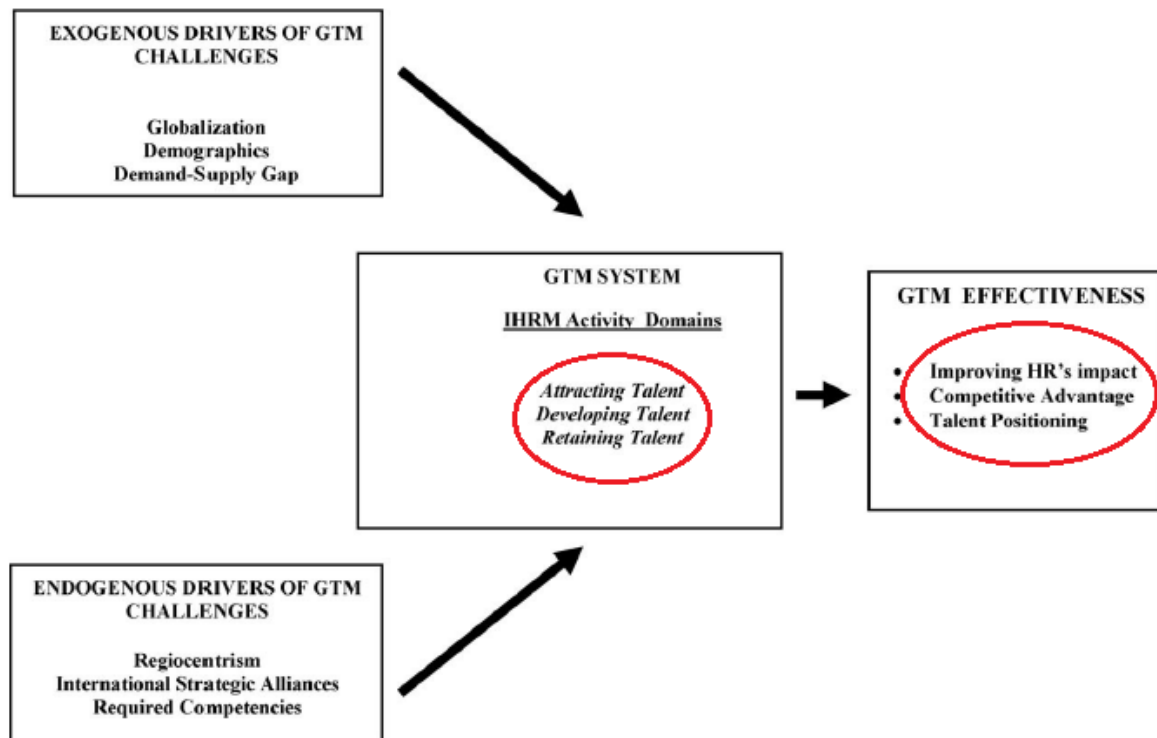 EXOGENOUS DRIVERS OF GTM
CHALLENGES
Globalization
Demographics
Demand-Supply Gap
GTM SYSTEM
IHRM Activity Domains
Attracting Talent
Developing Talent
Retaining Talent
GTM EFFECTIVENESS
• Improving HR's impact
• Competitive Advantage
• Talent Positioning
ENDOGENOUS DRIVERS OF GTM
CHALLENGES
Regiocentrism
International Strategic Alliances
Required Competencies